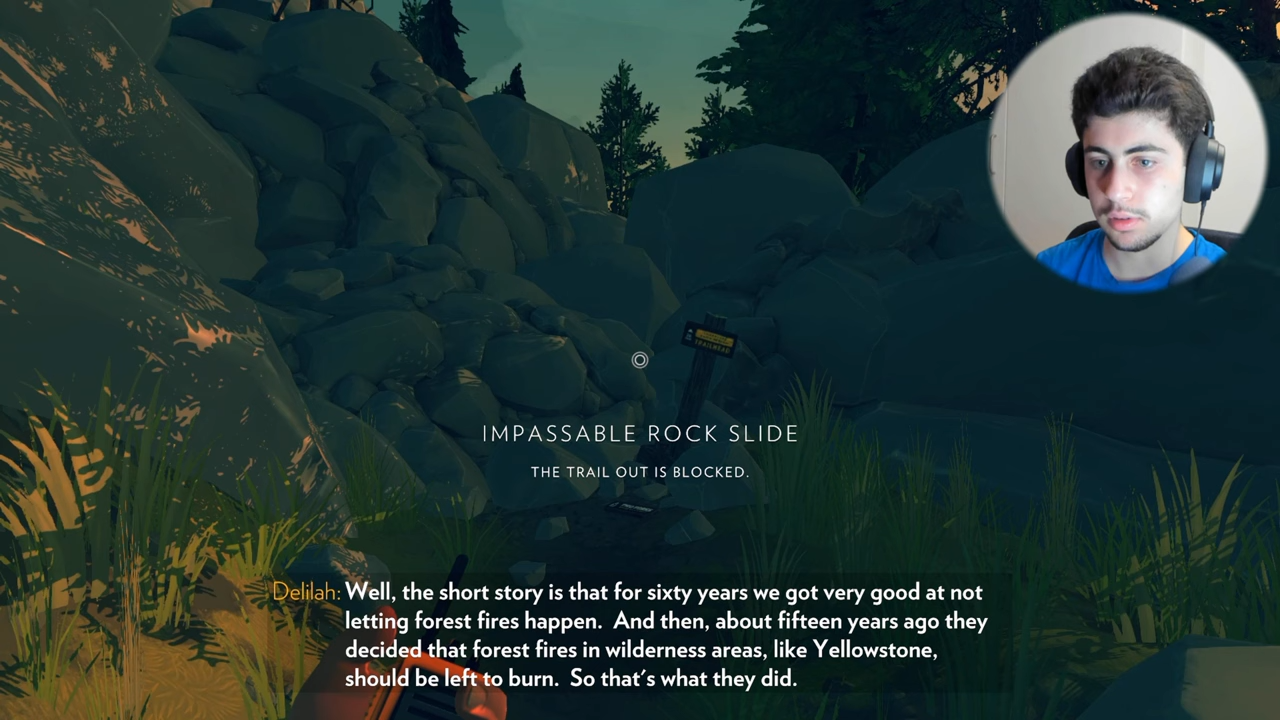 TRAILHEAD
IMPASSABLE ROCK SLIDE
THE TRAIL OUT IS BLOCKED.
Delilah: Well, the short story is that for sixty years we got very good at not
letting forest fires happen. And then, about fifteen years ago they
decided that forest fires in wilderness areas, like Yellowstone,
should be left to burn. So that's what they did.